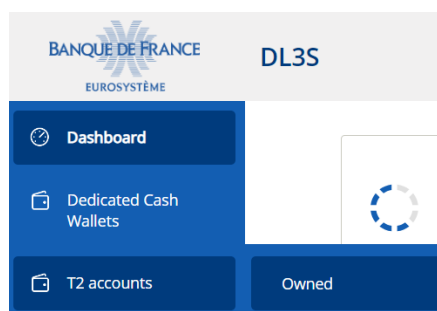 BANQUE DE FRANCE
EUROSYSTÈME
DL3S
Dashboard
Dedicated Cash
Wallets
T2 accounts
Owned